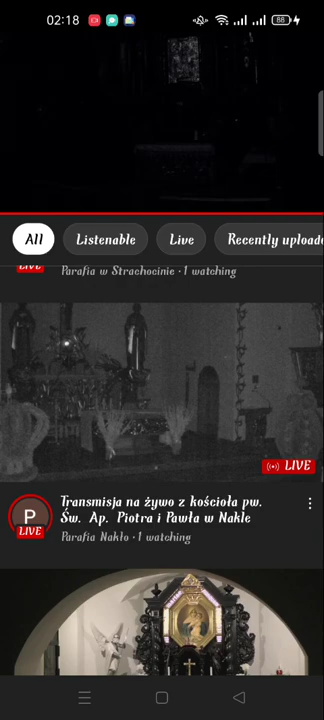 02:18
88
All
Listenable
Live
Recently uploade
LIVE
Parafia w Strachocinie · 1 watching
LIVE
Transmisja na żywo z kościoła pw.
Św. Ap. Piotra i Pawła w Nakle
P
LIVE
Parafia Nakło · 1 watching